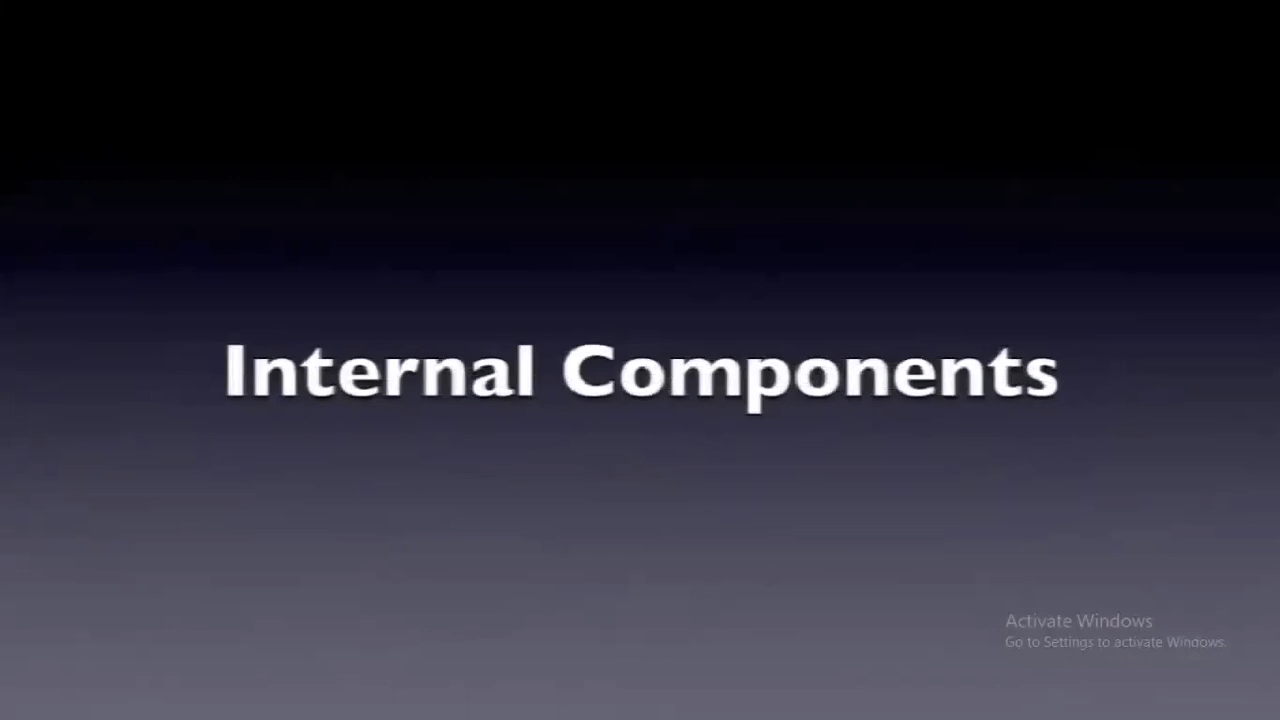 Internal Components
Activate Windows
Go to Settings to activate Windows.